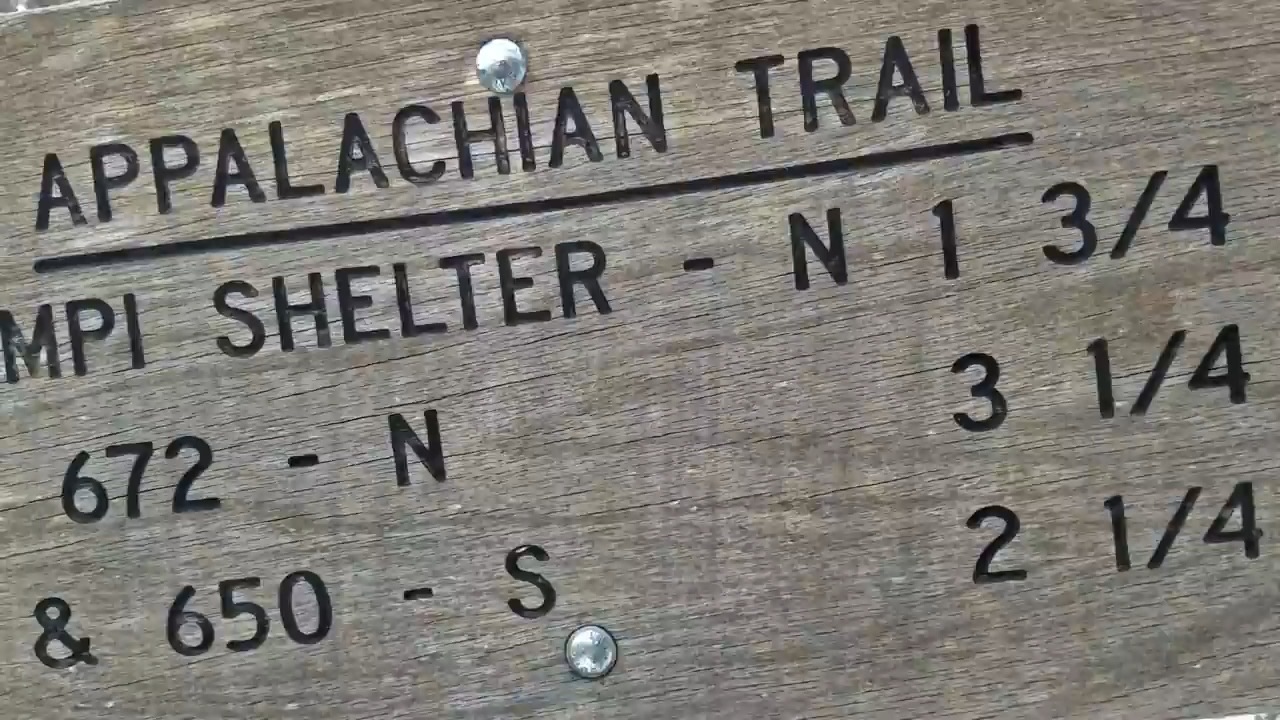 APPALACHIAN TRAIL
MPI SHELTER - N 1 3/4
672 - N 3 1/4
& 650 - S 2 1/4